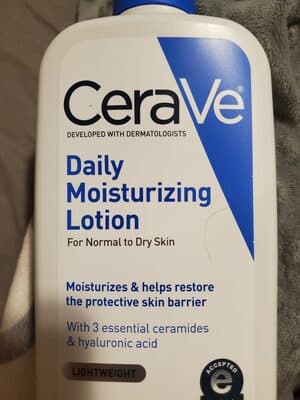 CeraVe®
DEVELOPED WITH DERMATOLOGISTS
Daily
Moisturizing
Lotion
For Normal to Dry Skin
Moisturizes & helps restore
the protective skin barrier
With 3 essential ceramides
& hyaluronic acid
LIGHTWEIGHT
ACCEPTED
e